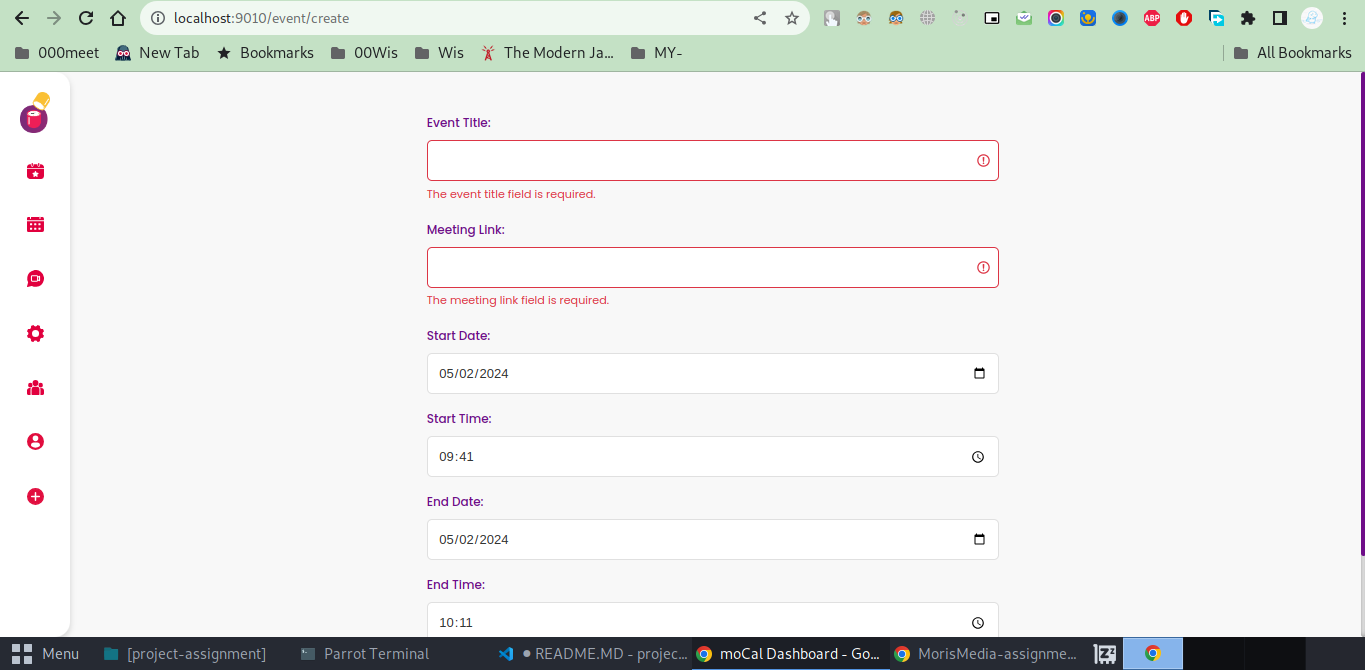 localhost:9010/event/create
ABP
000meet
New Tab
Bookmarks
00Wis
Wis
The Modern Ja...
MY-
All Bookmarks
Event Title:
The event title field is required.
Meeting Link:
The meeting link field is required.
Start Date:
05/02/2024
Start Time:
09:41
End Date:
05/02/2024
End Time:
10:11
Menu
[project-assignment]
Parrot Terminal
● README.MD - projec...
moCal Dashboard - Go...
MorisMedia-assignme...